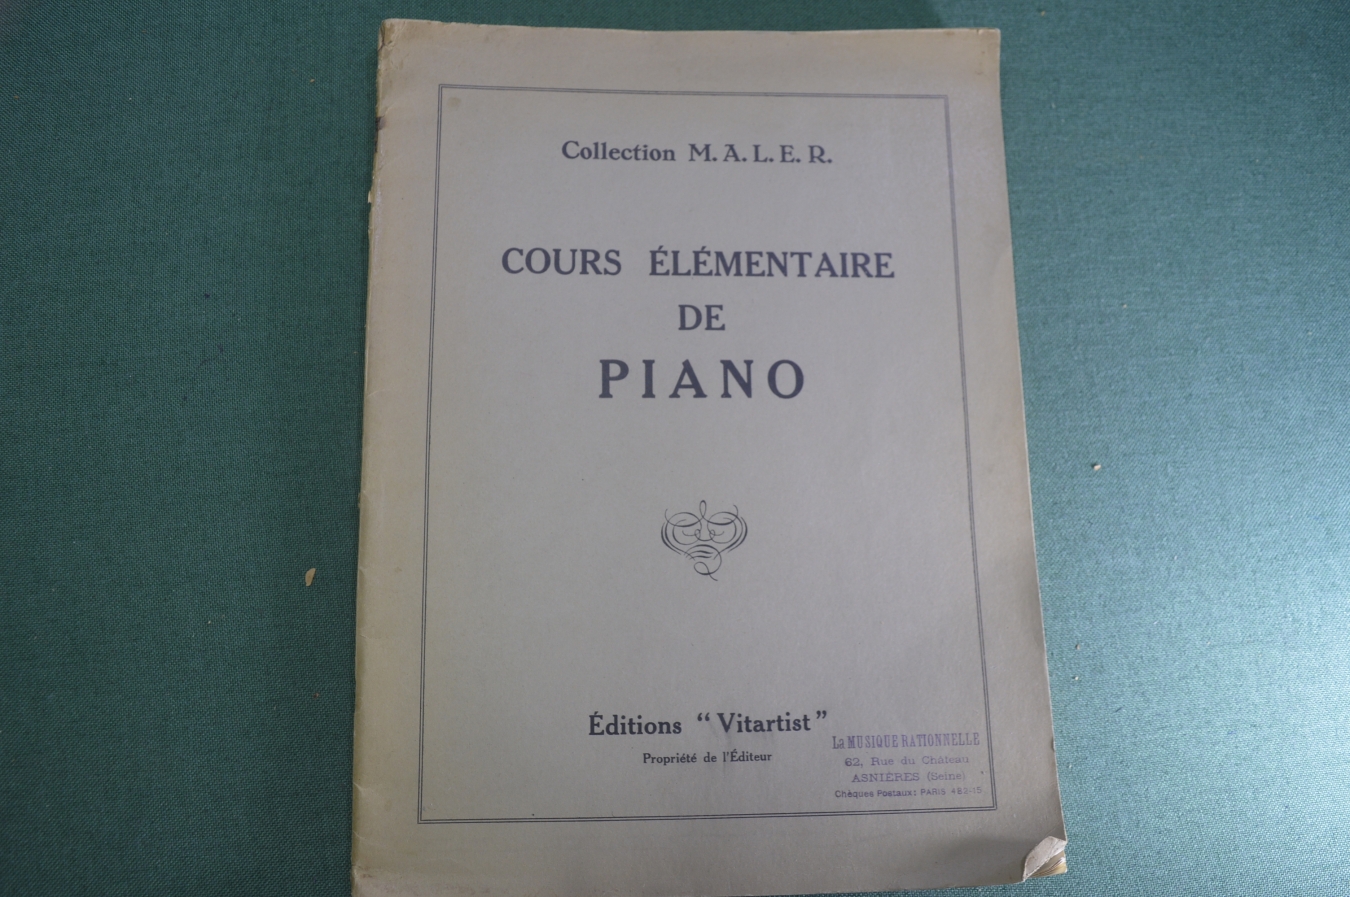 Collection M. A. L. E. R.
COURS ÉLÉMENTAIRE
DE
PIANO
Éditions “Vitartist”
Propriété de l'Éditeur
La MUSIQUE RATIONNELLE
62, Rue du Château
ASNIÈRES (Seine)
Chèques Postaux: PARIS 482-15